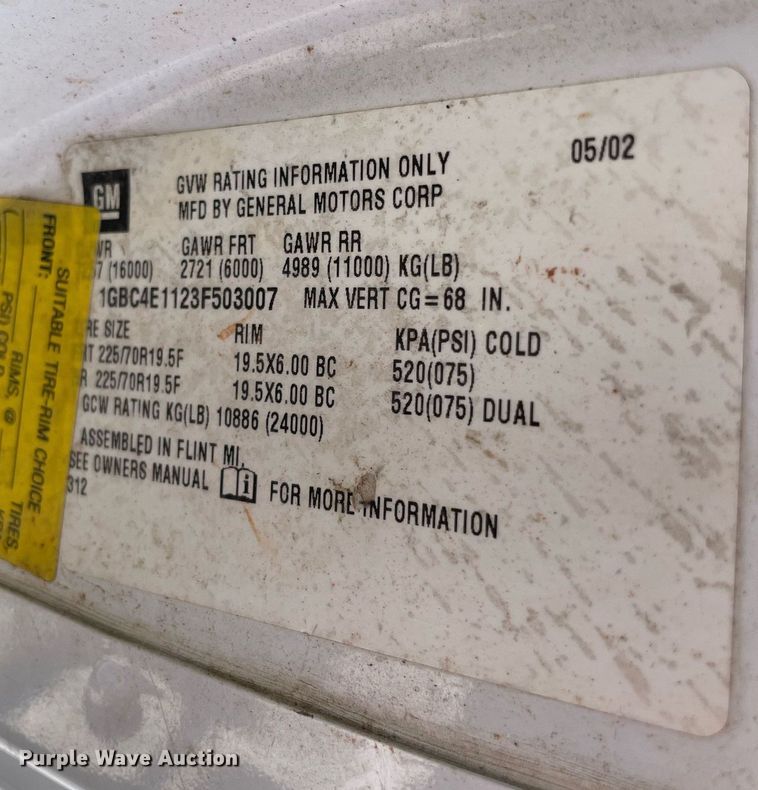 GM
GVW RATING INFORMATION ONLY
MFD BY GENERAL MOTORS CORP
05/02
GAWR FRT GAWR RR
(16000) 2721 (6000) 4989 (11000) KG(LB)
1GBC4E1123F503007 MAX VERT CG=68 IN.
SIZE RIM KPA(PSI) COLD
225/70R19.5F 19.5X6.00 BC 520(075)
225/70R19.5F 19.5X6.00 BC 520(075) DUAL
GCW RATING KG(LB) 10886 (24000)
ASSEMBLED IN FLINT MI.
SEE OWNERS MANUAL i FOR MORE INFORMATION
312
SUITABLE TIRE-RIM CHOICE
FRONT:
TIRES
RIMS, @
PSI COLD
Purple Wave Auction